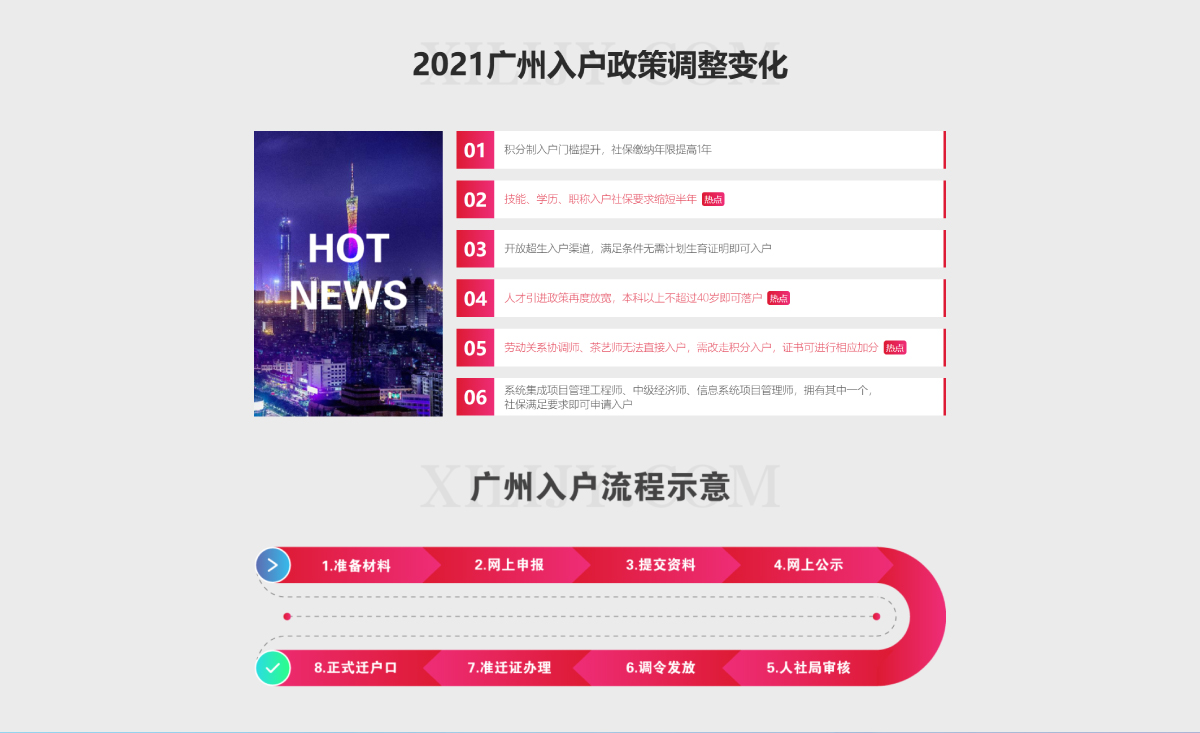 XILIJY.COM
2021广州入户政策调整变化
HOT
NEWS
01
积分制入户门槛提升，社保缴纳年限提高1年
02
技能、学历、职称入户社保要求缩短半年 热点
03
开放超生入户渠道，满足条件无需计划生育证明即可入户
04
人才引进政策再度放宽，本科以上不超过40岁即可落户 热点
05
劳动关系协调师、茶艺师无法直接入户，需改走积分入户，证书可进行相应加分 热点
06
系统集成项目管理工程师、中级经济师、信息系统项目管理师，拥有其中一个，
社保满足要求即可申请入户
XILIJY.COM
广州入户流程示意
1.准备材料
2.网上申报
3.提交资料
4.网上公示
5.人社局审核
6.调令发放
7.准迁证办理
8.正式迁户口